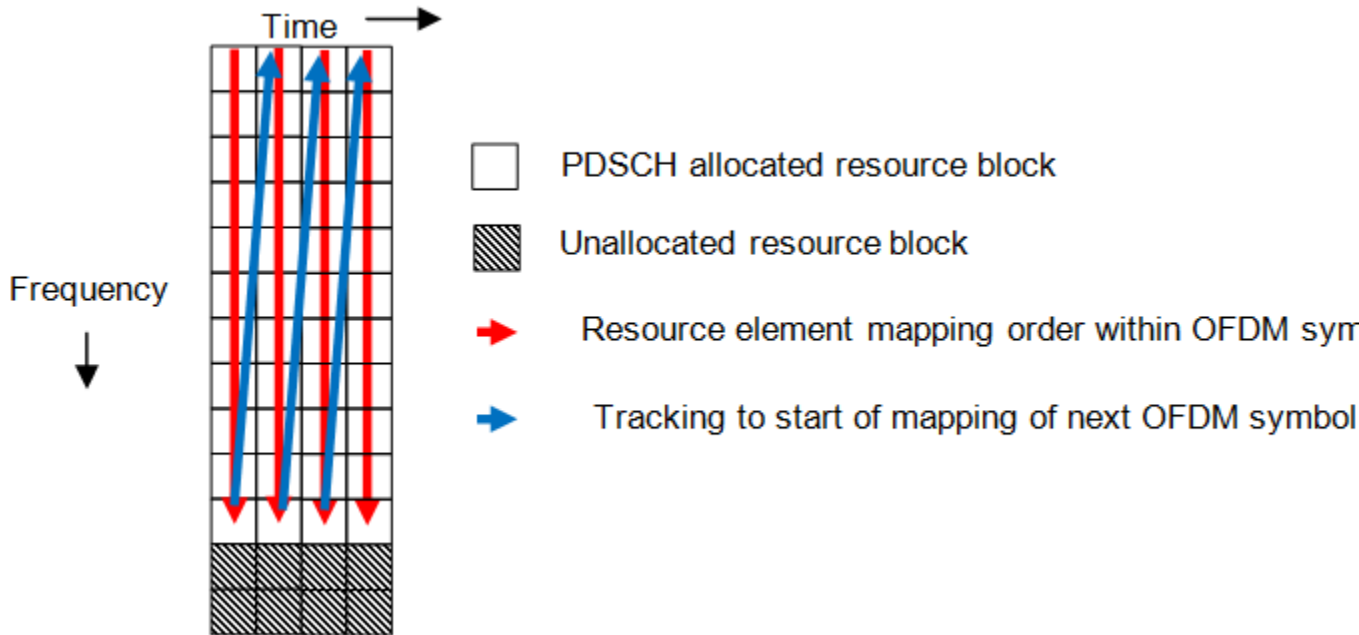 Time
PDSCH allocated resource block
Unallocated resource block
Frequency
Resource element mapping order within OFDM sym
Tracking to start of mapping of next OFDM symbol